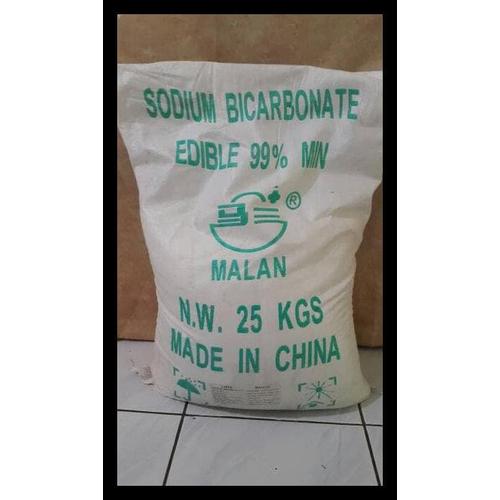 SODIUM BICARBONATE
EDIBLE 99% MIN
®
MALAN
N.W. 25 KGS
MADE IN CHINA